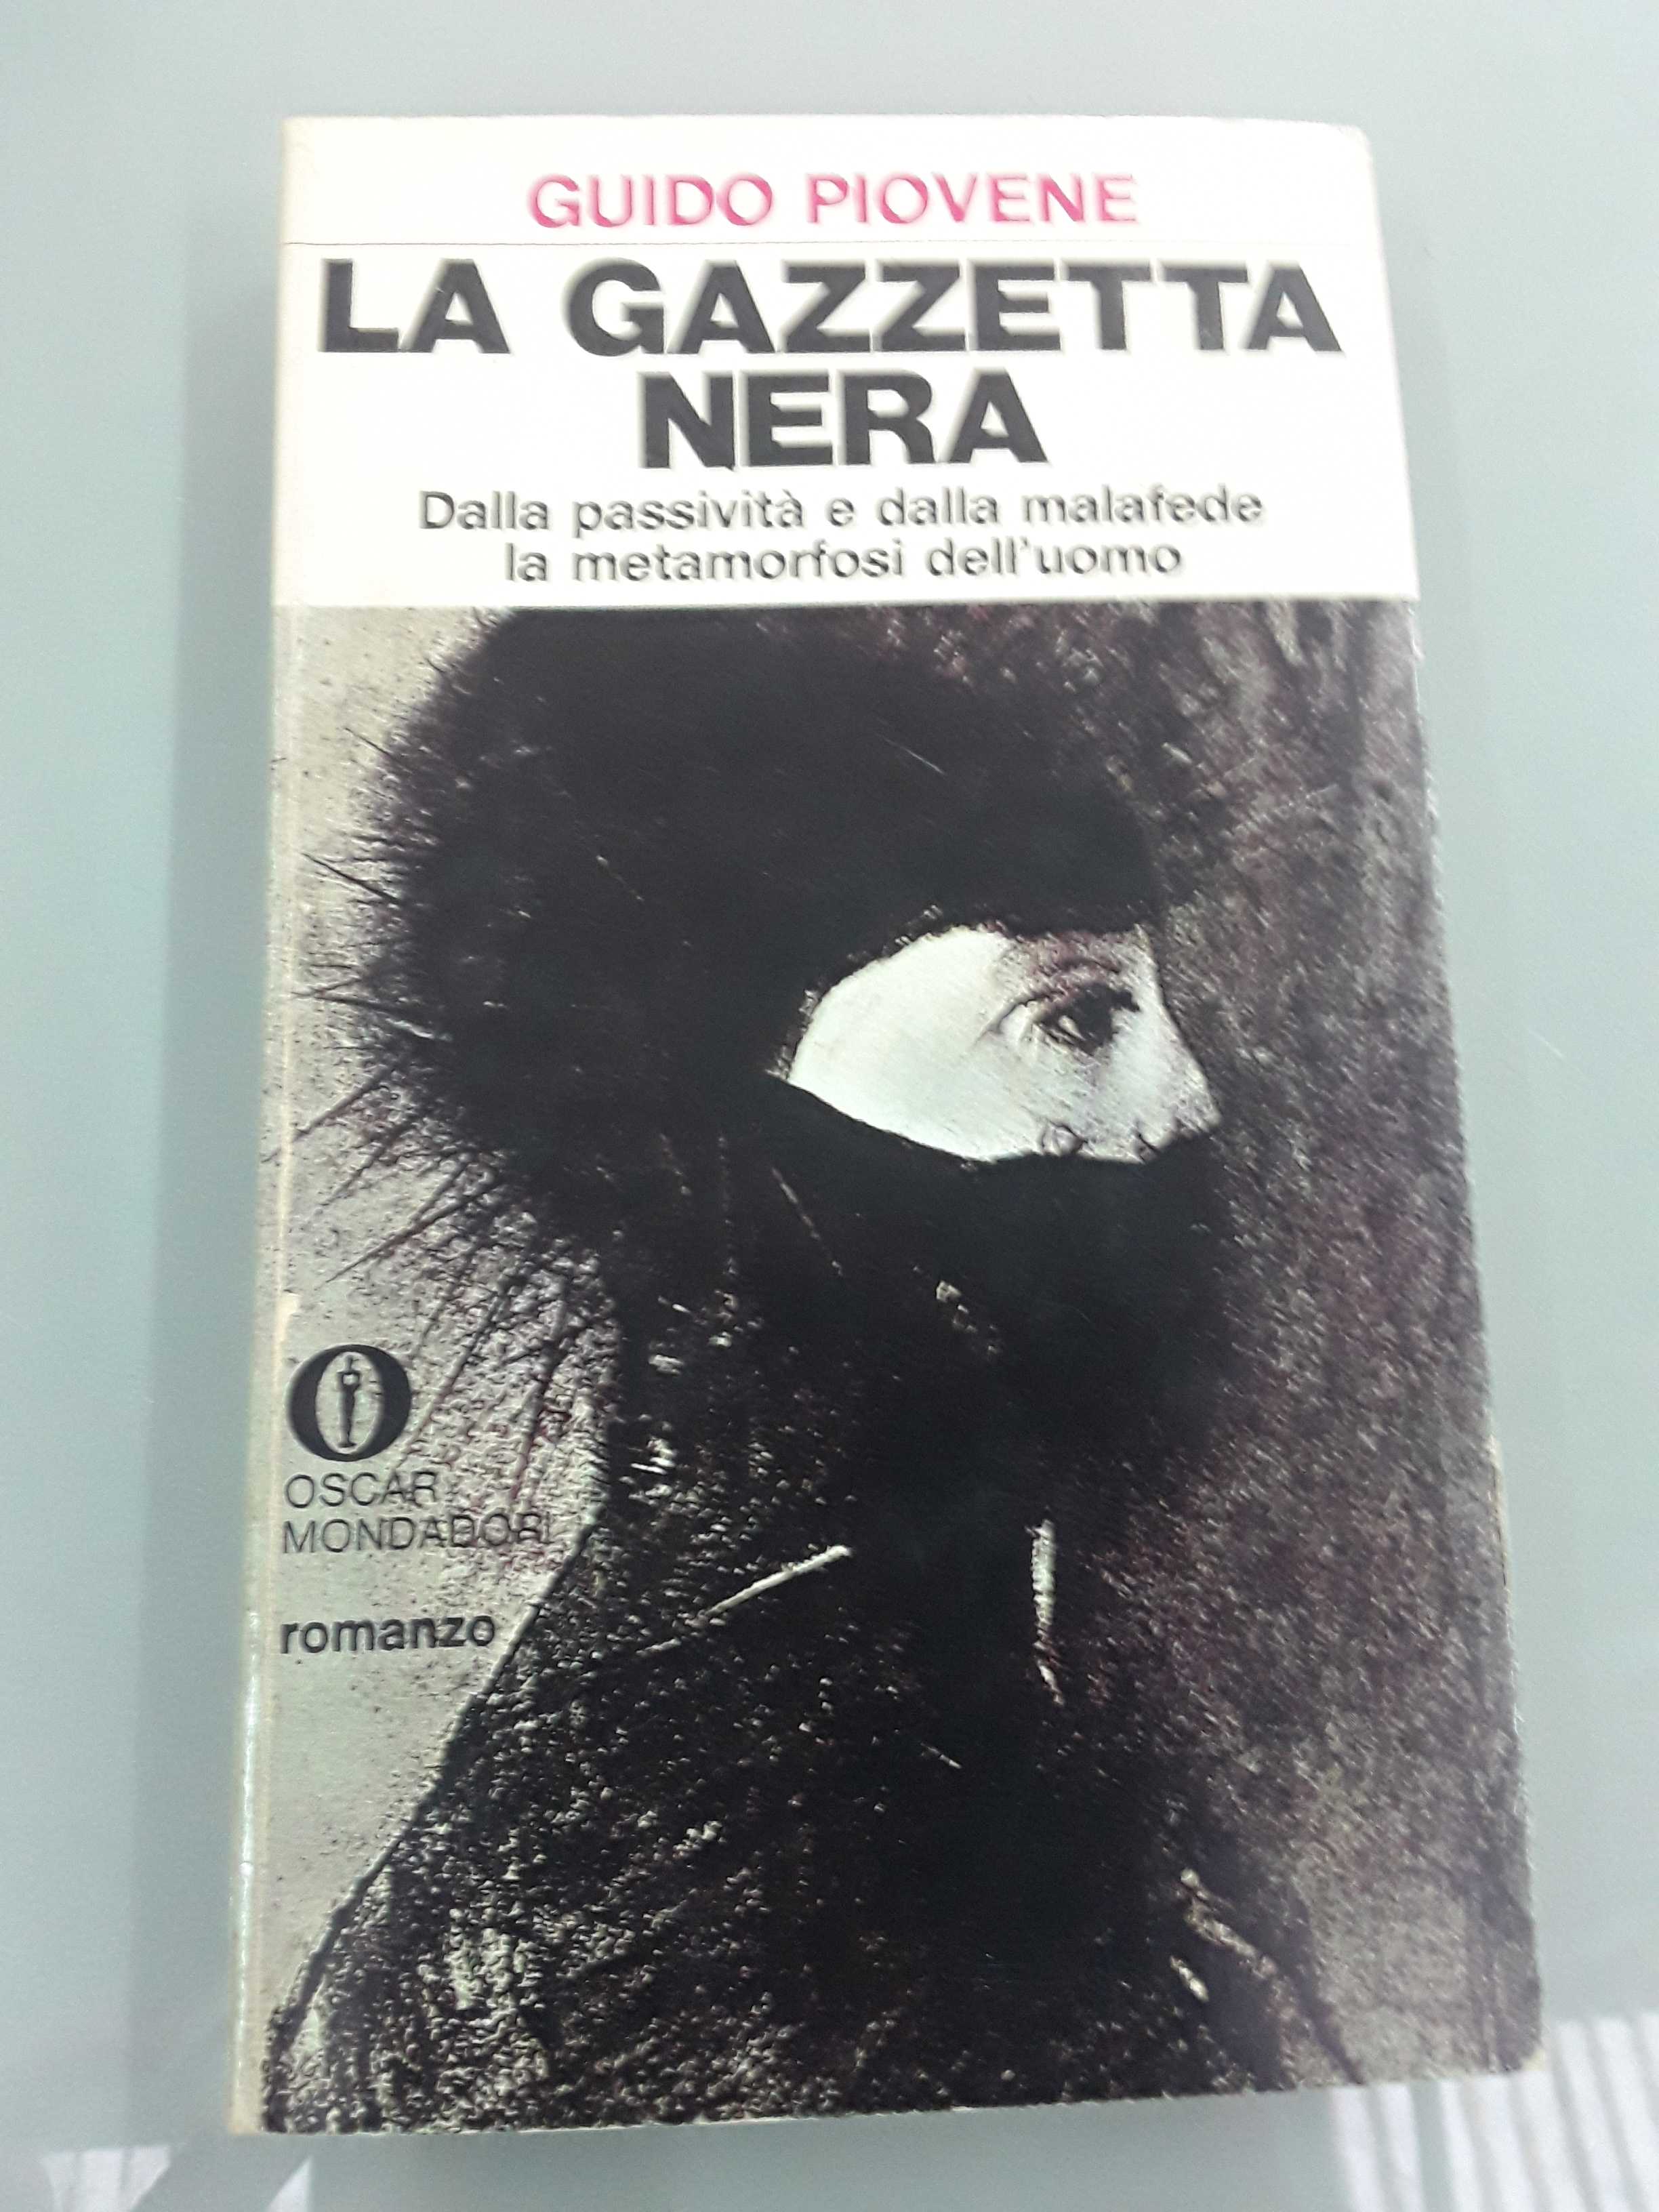 GUIDO PIOVENE
LA GAZZETTA
NERA
Dalla passività e dalla malafede
la metamorfosi dell'uomo
OSCAR
MONDADORI
romanzo